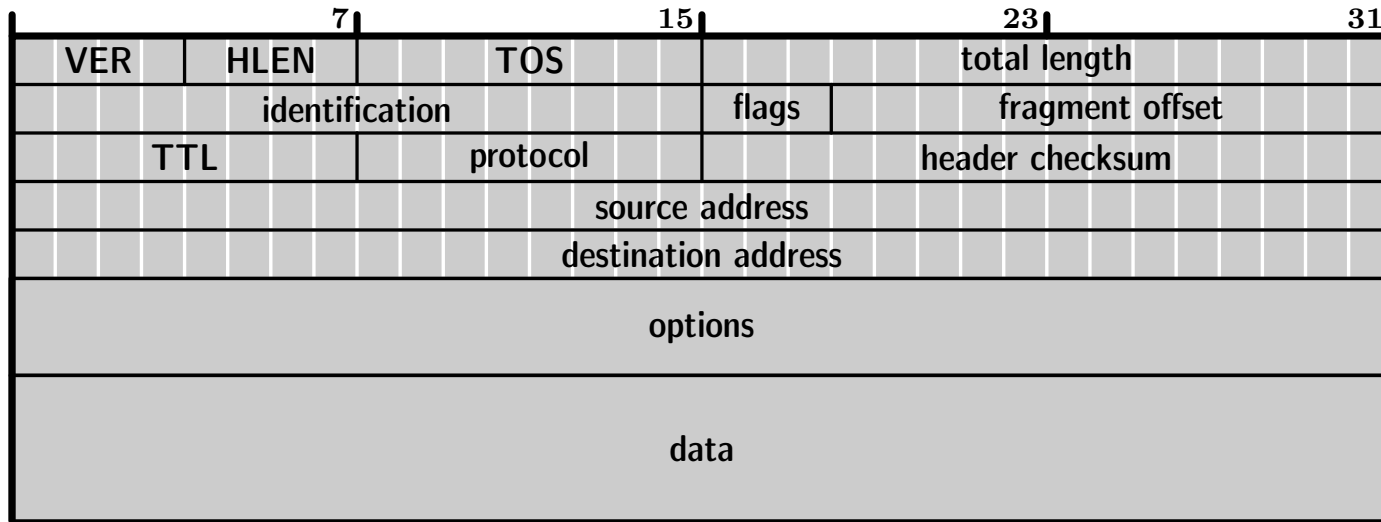 7 15 23 31
VER HLEN TOS total length
identification flags fragment offset
TTL protocol header checksum
source address
destination address
options
data